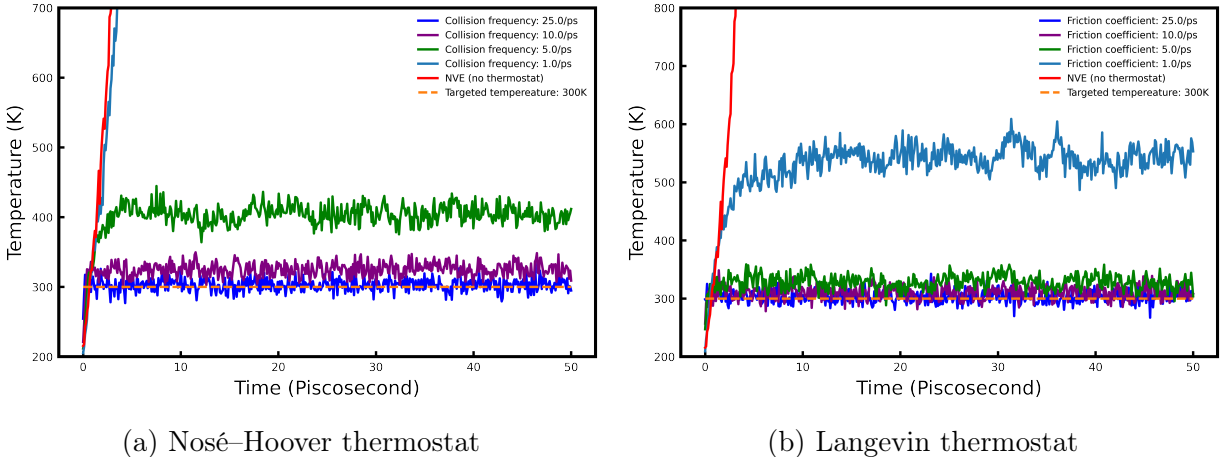 700
600
500
400
300
200
0
10
20
30
40
50
Temperature (K)
Time (Piscosecond)
Collision frequency: 25.0/ps
Collision frequency: 10.0/ps
Collision frequency: 5.0/ps
Collision frequency: 1.0/ps
NVE (no thermostat)
Targeted tempereature: 300K
(a) Nosé–Hoover thermostat
800
700
600
500
400
300
200
0
10
20
30
40
50
Temperature (K)
Time (Piscosecond)
Friction coefficient: 25.0/ps
Friction coefficient: 10.0/ps
Friction coefficient: 5.0/ps
Friction coefficient: 1.0/ps
NVE (no thermostat)
Targeted tempereature: 300K
(b) Langevin thermostat